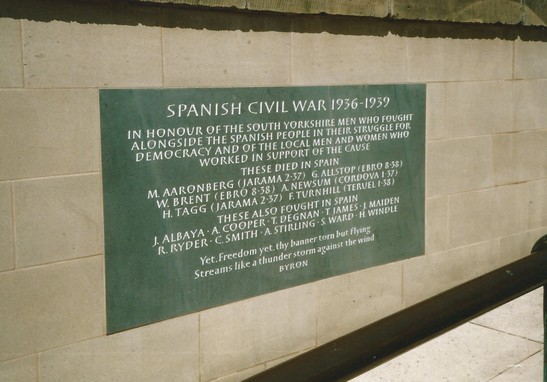 SPANISH CIVIL WAR 1936-1939
IN HONOUR OF THE SOUTH YORKSHIRE MEN WHO FOUGHT
ALONGSIDE THE SPANISH PEOPLE IN THEIR STRUGGLE FOR
DEMOCRACY AND OF THE LOCAL MEN AND WOMEN WHO
WORKED IN SUPPORT OF THE CAUSE
THESE DIED IN SPAIN
M. AARONBERG (JARAMA 2·37) G. ALLSTOP (EBRO 8·38)
W. BRENT (EBRO 8·38) A. NEWSUM (CORDOVA 1·37)
H. TAGG (JARAMA 2·37) F. TURNHILL (TERUEL 1·38)
THESE ALSO FOUGHT IN SPAIN
J. ALBAYA · A. COOPER · T. DEGNAN · T. JAMES · J. MAIDEN
R. RYDER · C. SMITH · A. STIRLING · S. WARD · H. WINDLE
Yet, Freedom yet, thy banner torn but flying
Streams like a thunder storm against the wind
BYRON